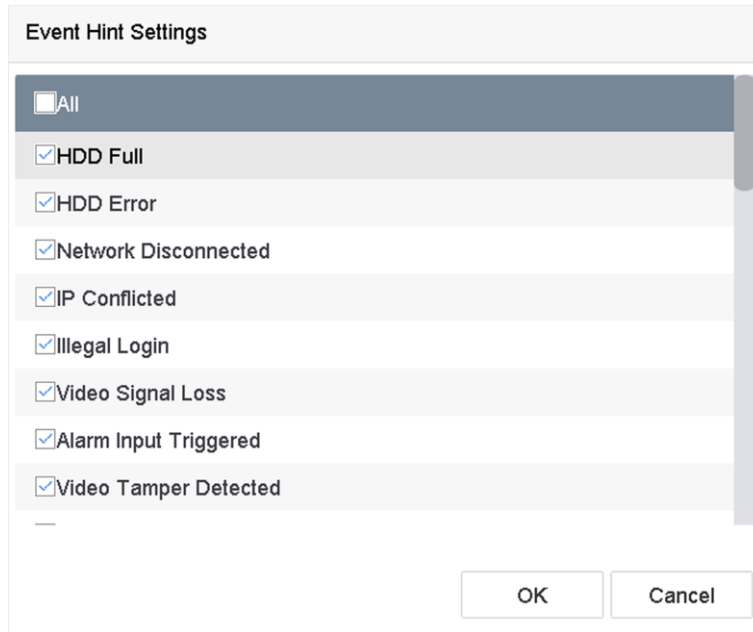 Event Hint Settings
All
HDD Full
HDD Error
Network Disconnected
IP Conflicted
Illegal Login
Video Signal Loss
Alarm Input Triggered
Video Tamper Detected
OK Cancel